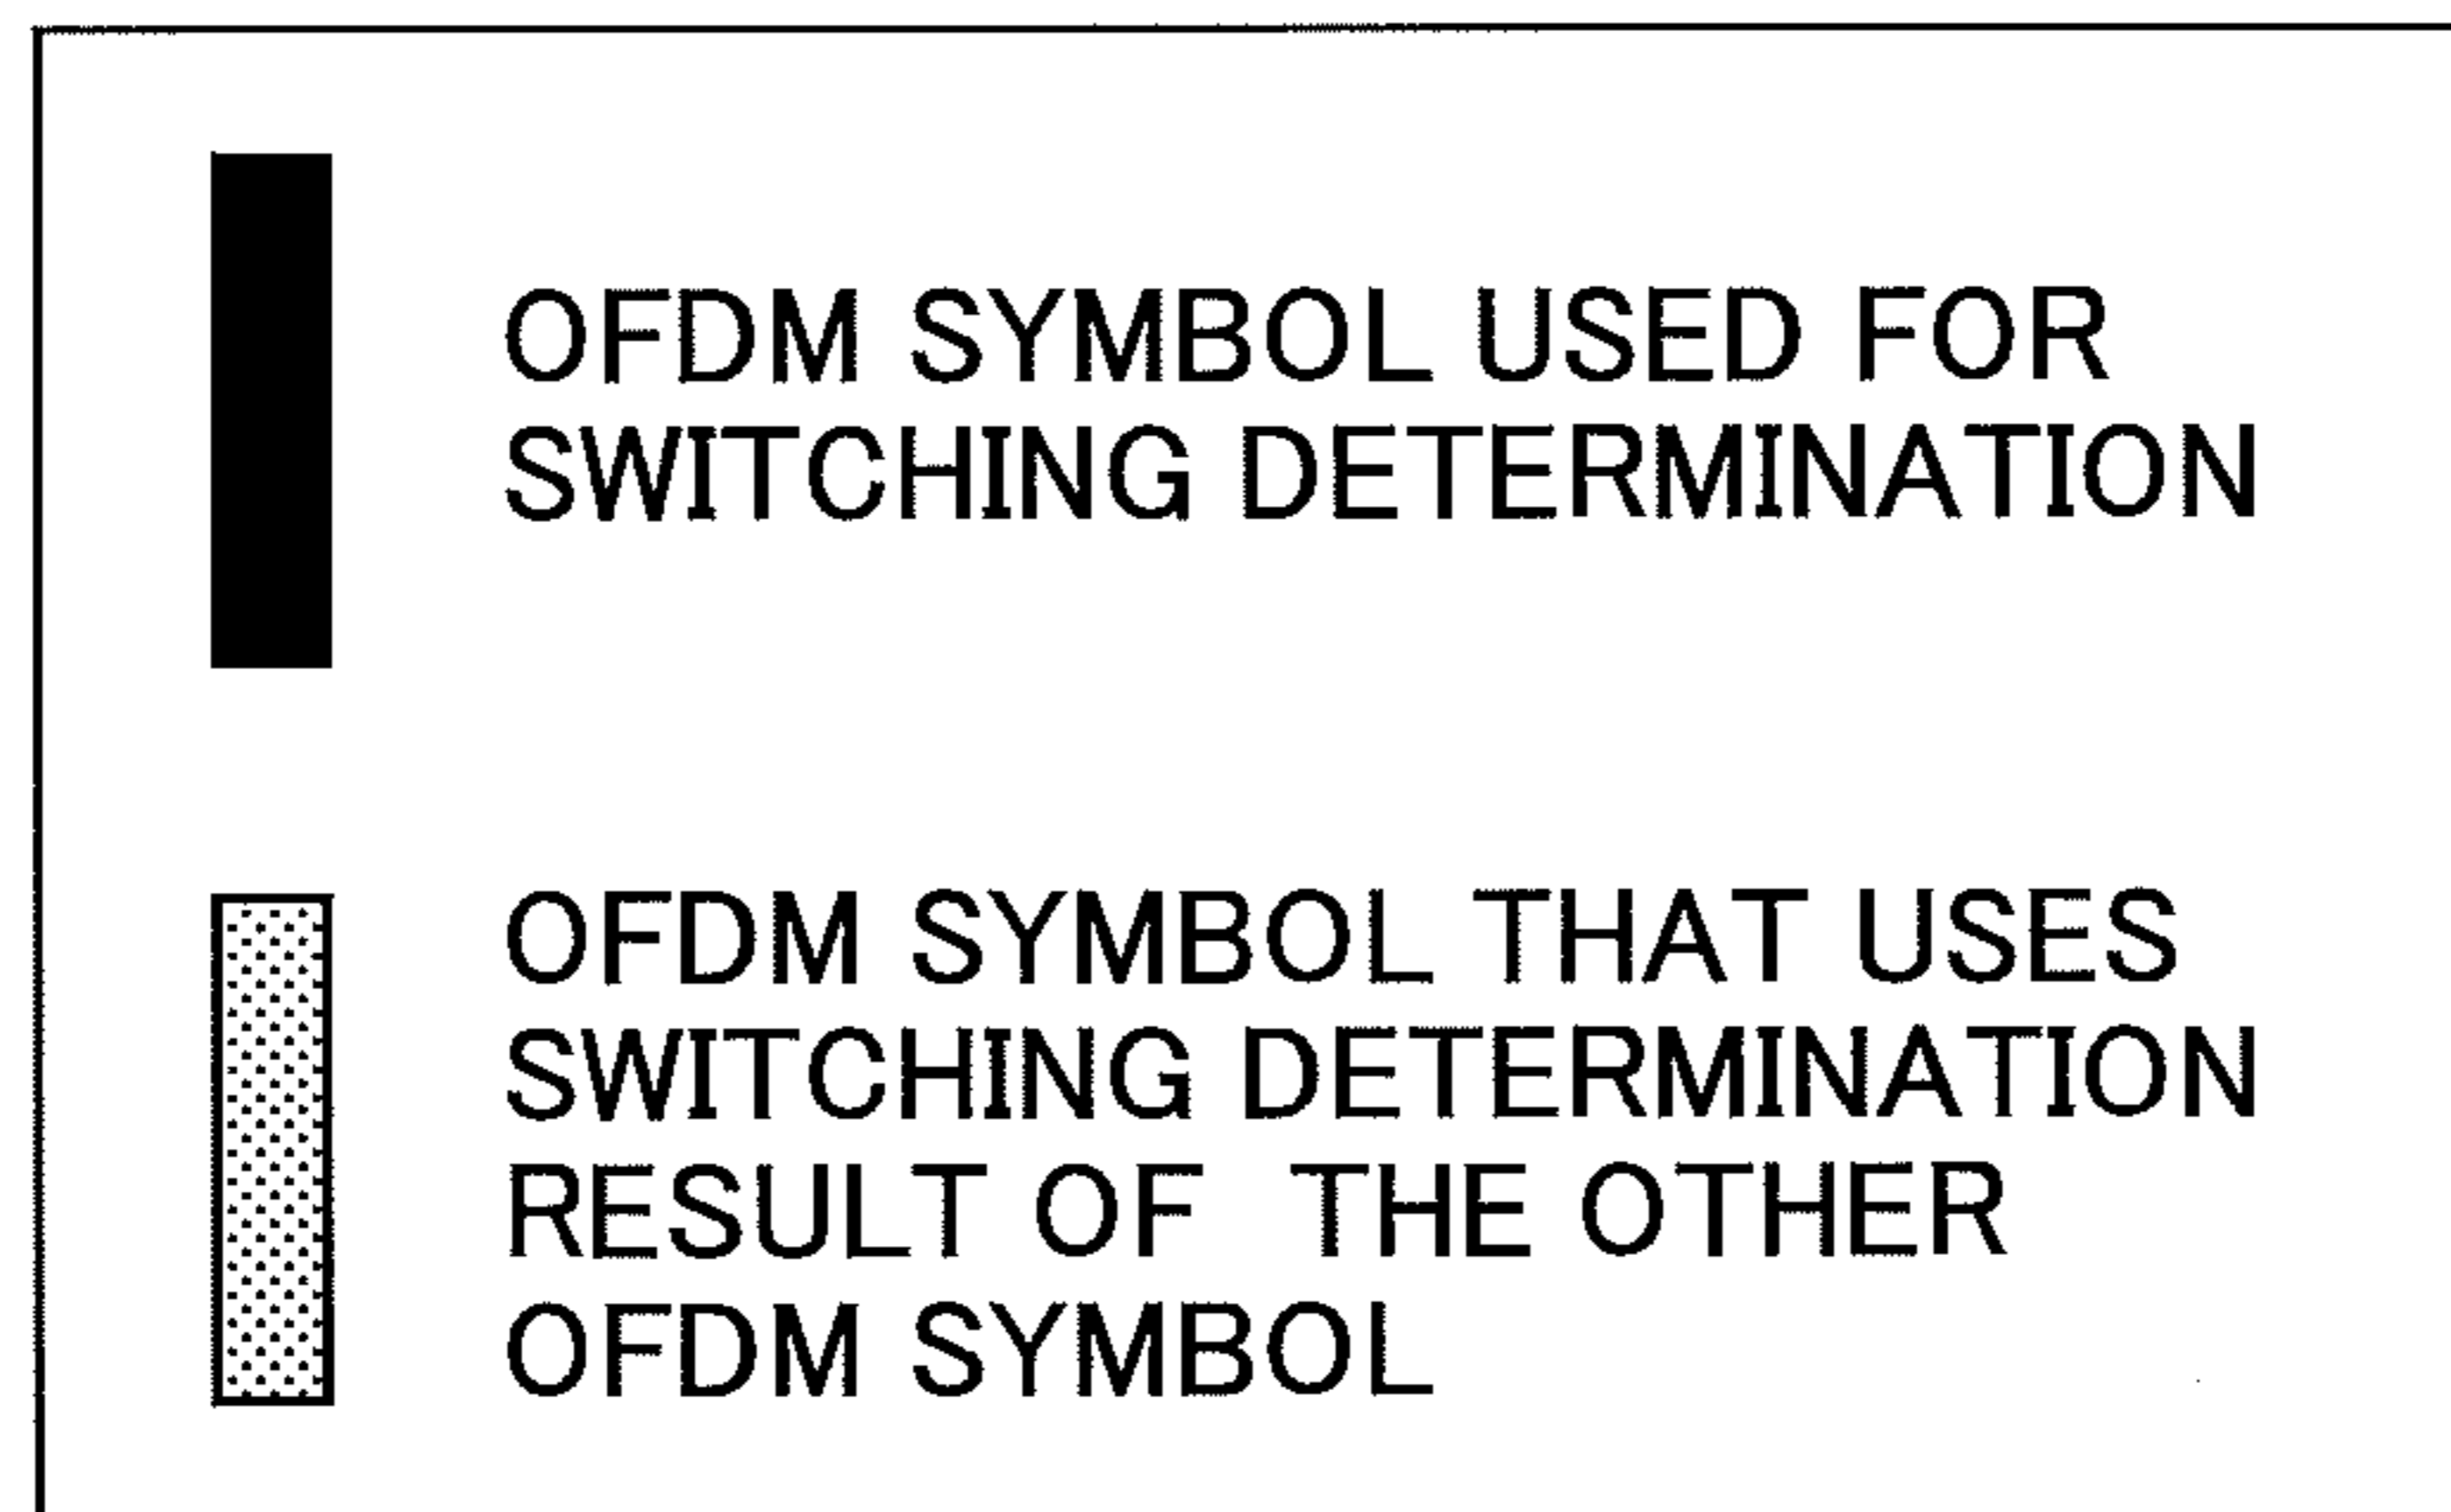 OFDM SYMBOL USED FOR
SWITCHING DETERMINATION
OFDM SYMBOL THAT USES
SWITCHING DETERMINATION
RESULT OF THE OTHER
OFDM SYMBOL